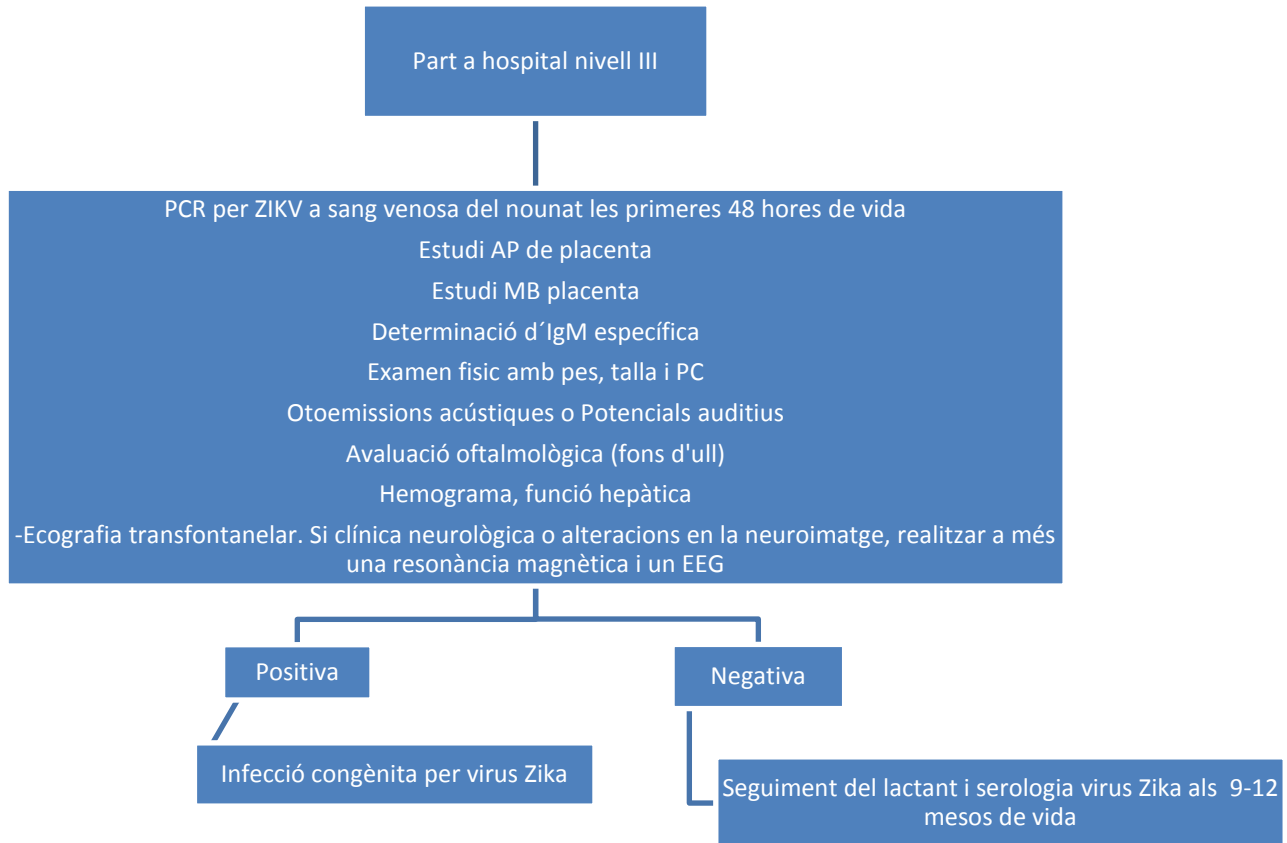 Part a hospital nivell III
PCR per ZIKV a sang venosa del nounat les primeres 48 hores de vida
Estudi AP de placenta
Estudi MB placenta
Determinació d´IgM específica
Examen fisic amb pes, talla i PC
Otoemissions acústiques o Potencials auditius
Avaluació oftalmològica (fons d'ull)
Hemograma, funció hepàtica
-Ecografia transfontanelar. Si clínica neurològica o alteracions en la neuroimatge, realitzar a més
una resonància magnètica i un EEG
Positiva
Negativa
Infecció congènita per virus Zika
Seguiment del lactant i serologia virus Zika als  9-12
mesos de vida